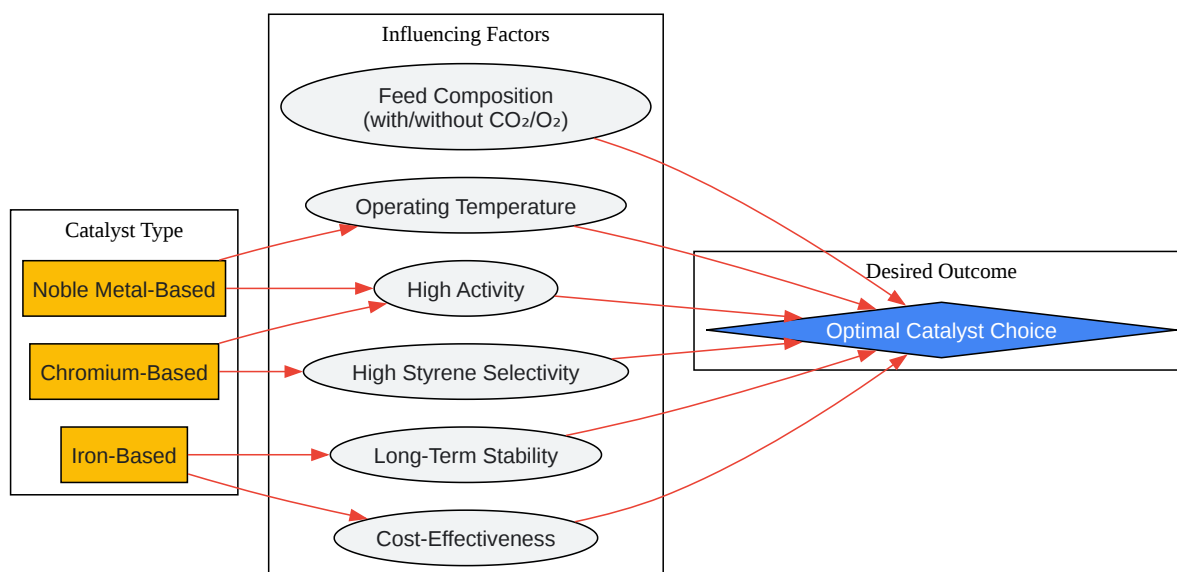 Influencing Factors
Feed Composition
(with/without CO₂/O₂)
Operating Temperature
High Activity
High Styrene Selectivity
Long-Term Stability
Cost-Effectiveness
Catalyst Type
Noble Metal-Based
Chromium-Based
Iron-Based
Desired Outcome
Optimal Catalyst Choice